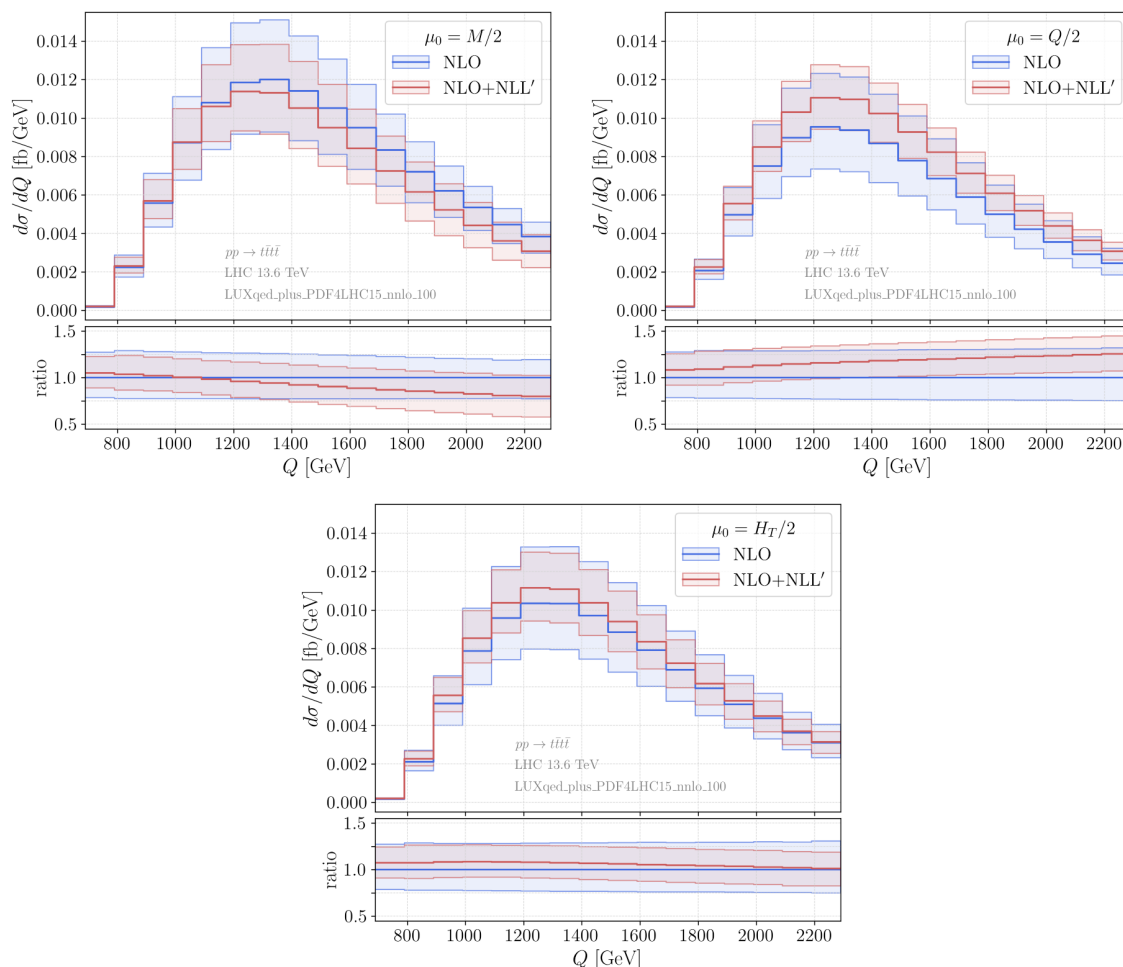 μ₀ = M/2
NLO
NLO+NLL′
dσ/dQ [fb/GeV]
0.014
0.012
0.010
0.008
0.006
0.004
0.002
0.000
pp → tt̄tt̄
LHC 13.6 TeV
LUXqed_plus_PDF4LHC15_nnlo_100
ratio
1.5
1.0
0.5
800 1000 1200 1400 1600 1800 2000 2200
Q [GeV]
μ₀ = Q/2
NLO
NLO+NLL′
dσ/dQ [fb/GeV]
0.014
0.012
0.010
0.008
0.006
0.004
0.002
0.000
pp → tt̄tt̄
LHC 13.6 TeV
LUXqed_plus_PDF4LHC15_nnlo_100
ratio
1.5
1.0
0.5
800 1000 1200 1400 1600 1800 2000 2200
Q [GeV]
μ₀ = H_T/2
NLO
NLO+NLL′
dσ/dQ [fb/GeV]
0.014
0.012
0.010
0.008
0.006
0.004
0.002
0.000
pp → tt̄tt̄
LHC 13.6 TeV
LUXqed_plus_PDF4LHC15_nnlo_100
ratio
1.5
1.0
0.5
800 1000 1200 1400 1600 1800 2000 2200
Q [GeV]